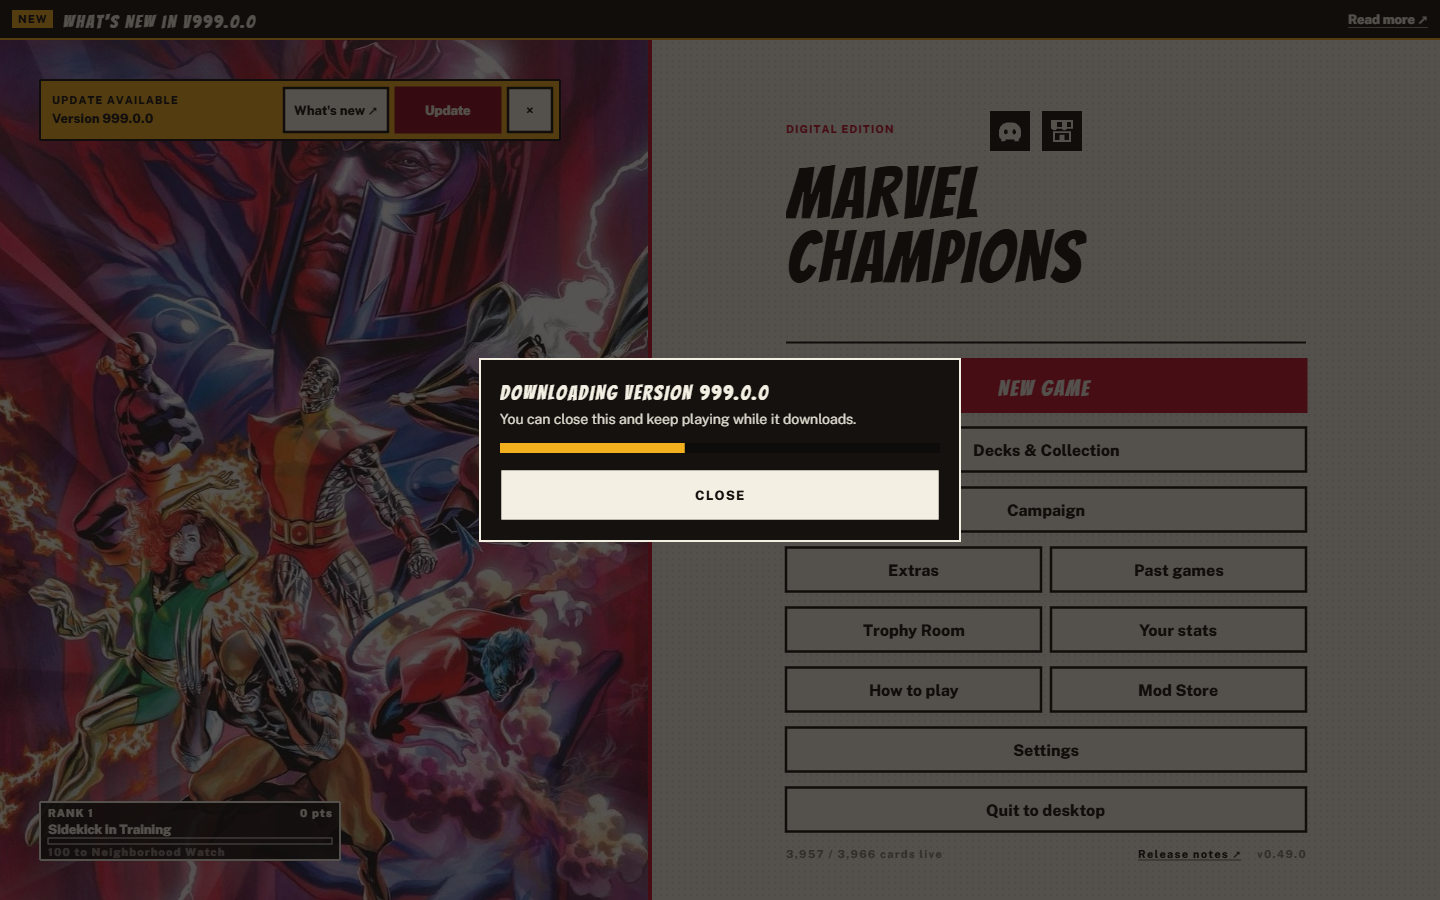 NEW WHAT'S NEW IN V999.0.0
Read more ↗
UPDATE AVAILABLE
Version 999.0.0
What's new ↗
Update
×
DIGITAL EDITION
MARVEL
CHAMPIONS
DOWNLOADING VERSION 999.0.0
You can close this and keep playing while it downloads.
CLOSE
NEW GAME
Decks & Collection
Campaign
Extras
Past games
Trophy Room
Your stats
How to play
Mod Store
Settings
Quit to desktop
RANK 1
0 pts
Sidekick in Training
100 to Neighborhood Watch
3,957 / 3,966 cards live
Release notes ↗
v0.49.0